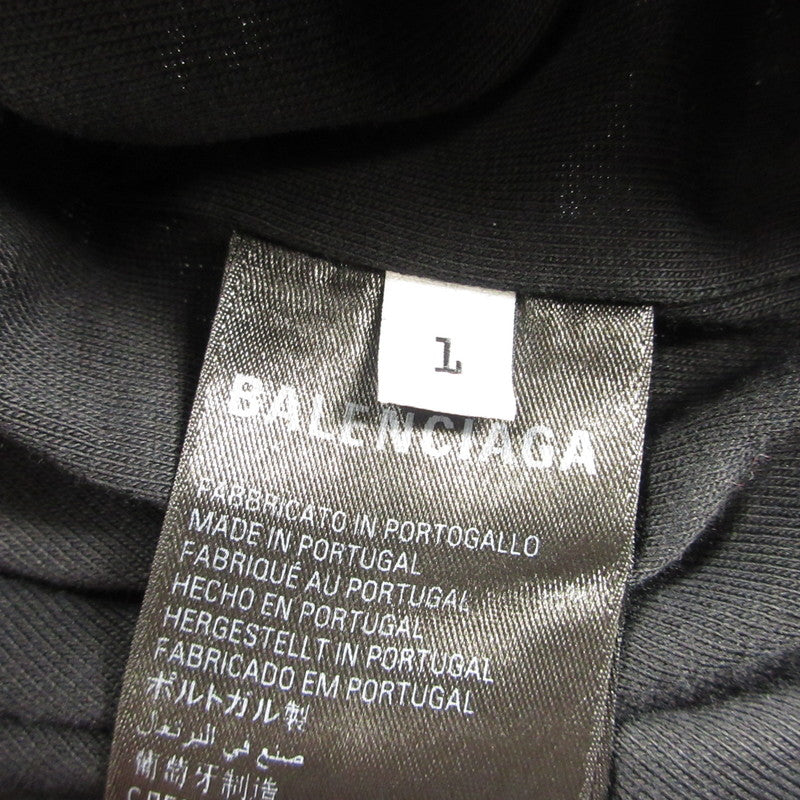 1
BALENCIAGA
FABBRICATO IN PORTOGALLO
MADE IN PORTUGAL
FABRIQUÉ AU PORTUGAL
HECHO EN PORTUGAL
HERGESTELLT IN PORTUGAL
FABRICADO EM PORTUGAL
ポルトガル製
صنع في البرتغال
葡萄牙制造